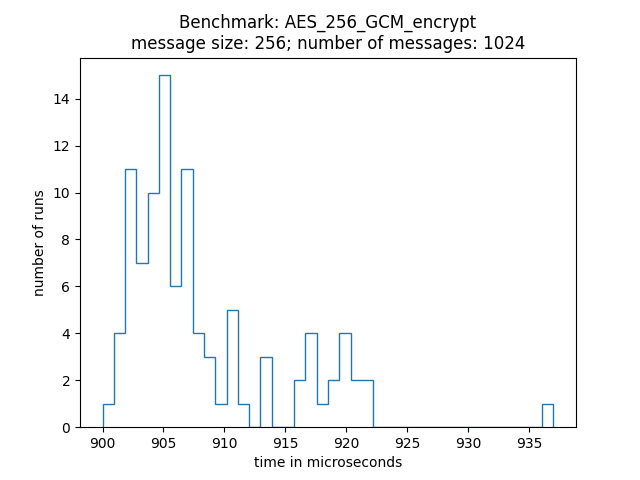 Benchmark: AES_256_GCM_encrypt
message size: 256; number of messages: 1024
14
12
10
8
6
4
2
0
number of runs
900 905 910 915 920 925 930 935
time in microseconds